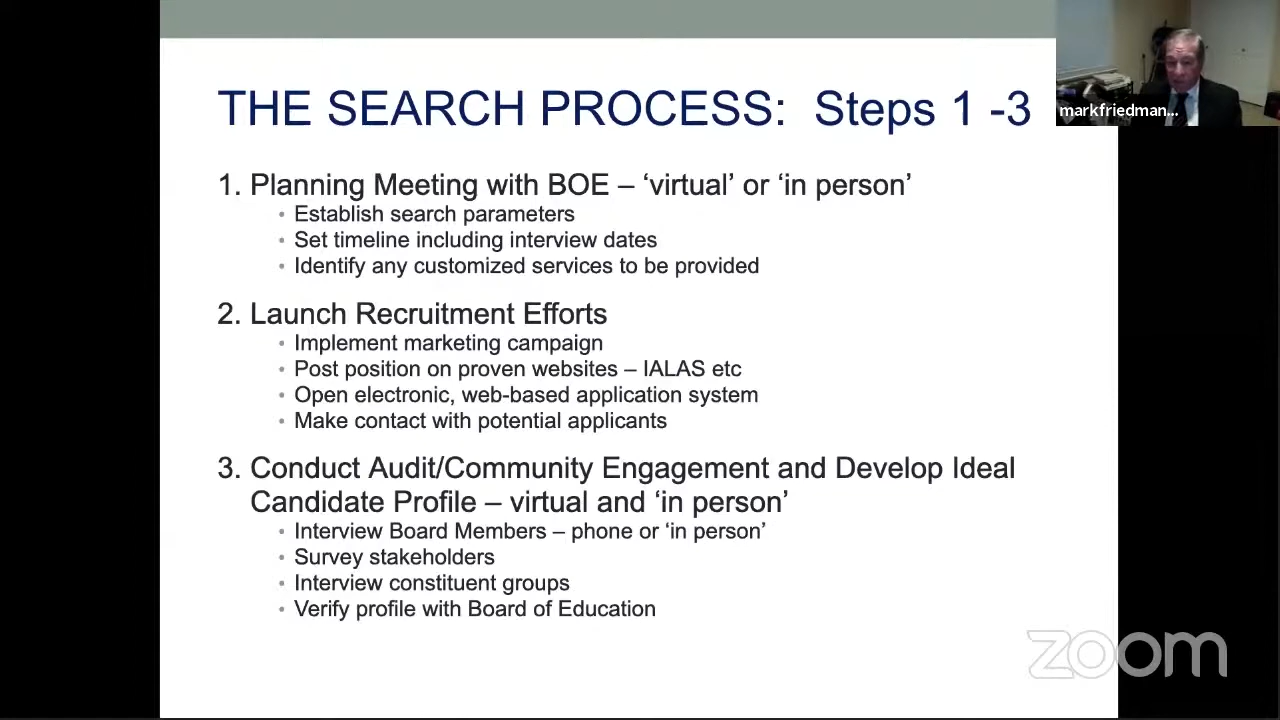 THE SEARCH PROCESS:  Steps 1 -3
markfriedman...
1. Planning Meeting with BOE – ‘virtual’ or ‘in person’
• Establish search parameters
• Set timeline including interview dates
• Identify any customized services to be provided
2. Launch Recruitment Efforts
• Implement marketing campaign
• Post position on proven websites – IALAS etc
• Open electronic, web-based application system
• Make contact with potential applicants
3. Conduct Audit/Community Engagement and Develop Ideal
Candidate Profile – virtual and ‘in person’
• Interview Board Members – phone or ‘in person’
• Survey stakeholders
• Interview constituent groups
• Verify profile with Board of Education
zoom